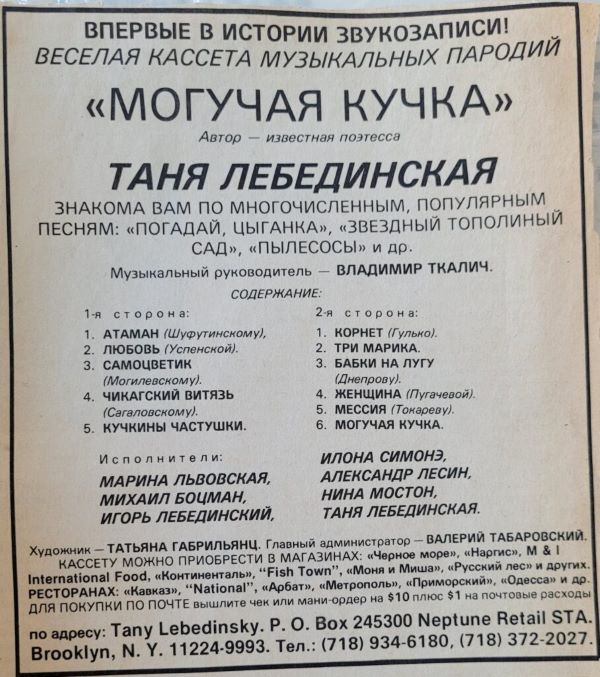 ВПЕРВЫЕ В ИСТОРИИ ЗВУКОЗАПИСИ!
ВЕСЕЛАЯ КАССЕТА МУЗЫКАЛЬНЫХ ПАРОДИЙ
«МОГУЧАЯ КУЧКА»
Автор — известная поэтесса
ТАНЯ ЛЕБЕДИНСКАЯ
ЗНАКОМА ВАМ ПО МНОГОЧИСЛЕННЫМ, ПОПУЛЯРНЫМ
ПЕСНЯМ: «ПОГАДАЙ, ЦЫГАНКА», «ЗВЕЗДНЫЙ ТОПОЛИНЫЙ
САД», «ПЫЛЕСОСЫ» и др.
Музыкальный руководитель — ВЛАДИМИР ТКАЛИЧ.
СОДЕРЖАНИЕ:
1-я сторона:
1. АТАМАН (Шуфутинскому),
2. ЛЮБОВЬ (Успенской).
3. САМОЦВЕТИК
(Могилевскому).
4. ЧИКАГСКИЙ ВИТЯЗЬ
(Сагаловскому).
5. КУЧКИНЫ ЧАСТУШКИ.
2-я сторона:
1. КОРНЕТ (Гулько).
2. ТРИ МАРИКА.
3. БАБКИ НА ЛУГУ
(Днепрову).
4. ЖЕНЩИНА (Пугачевой).
5. МЕССИЯ (Токареву).
6. МОГУЧАЯ КУЧКА.
Исполнители:
МАРИНА ЛЬВОВСКАЯ,
МИХАИЛ БОЦМАН,
ИГОРЬ ЛЕБЕДИНСКИЙ,
ИЛОНА СИМОНЭ,
АЛЕКСАНДР ЛЕСИН,
НИНА МОСТОН,
ТАНЯ ЛЕБЕДИНСКАЯ.
Художник — ТАТЬЯНА ГАБРИЛЬЯНЦ. Главный администратор — ВАЛЕРИЙ ТАБАРОВСКИЙ.
КАССЕТУ МОЖНО ПРИОБРЕСТИ В МАГАЗИНАХ: «Черное море», «Наргис», M & I
International Food, «Континенталь», "Fish Town", «Моня и Миша», «Русский лес» и других.
РЕСТОРАНАХ: «Кавказ», "National", «Арбат», «Метрополь», «Приморский», «Одесса» и др.
ДЛЯ ПОКУПКИ ПО ПОЧТЕ вышлите чек или мани-ордер на $10 плюс $1 на почтовые расходы
по адресу: Tany Lebedinsky. P. O. Box 245300 Neptune Retail STA.
Brooklyn, N. Y. 11224-9993. Тел.: (718) 934-6180, (718) 372-2027.